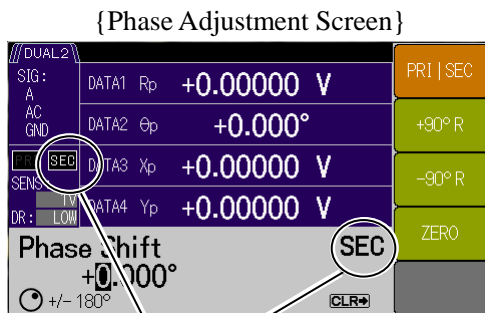 {Phase Adjustment Screen}
DUAL2
SIG:
A
AC
GND
DATA1 Rp +0.00000 V
DATA2 θp +0.000°
PRI SEC
DATA3 Xp +0.00000 V
SENS
1V
DATA4 Yp +0.00000 V
DR: LOW
Phase Shift SEC
+0.000°
+/− 180° CLR
PRI|SEC
+90° R
−90° R
ZERO